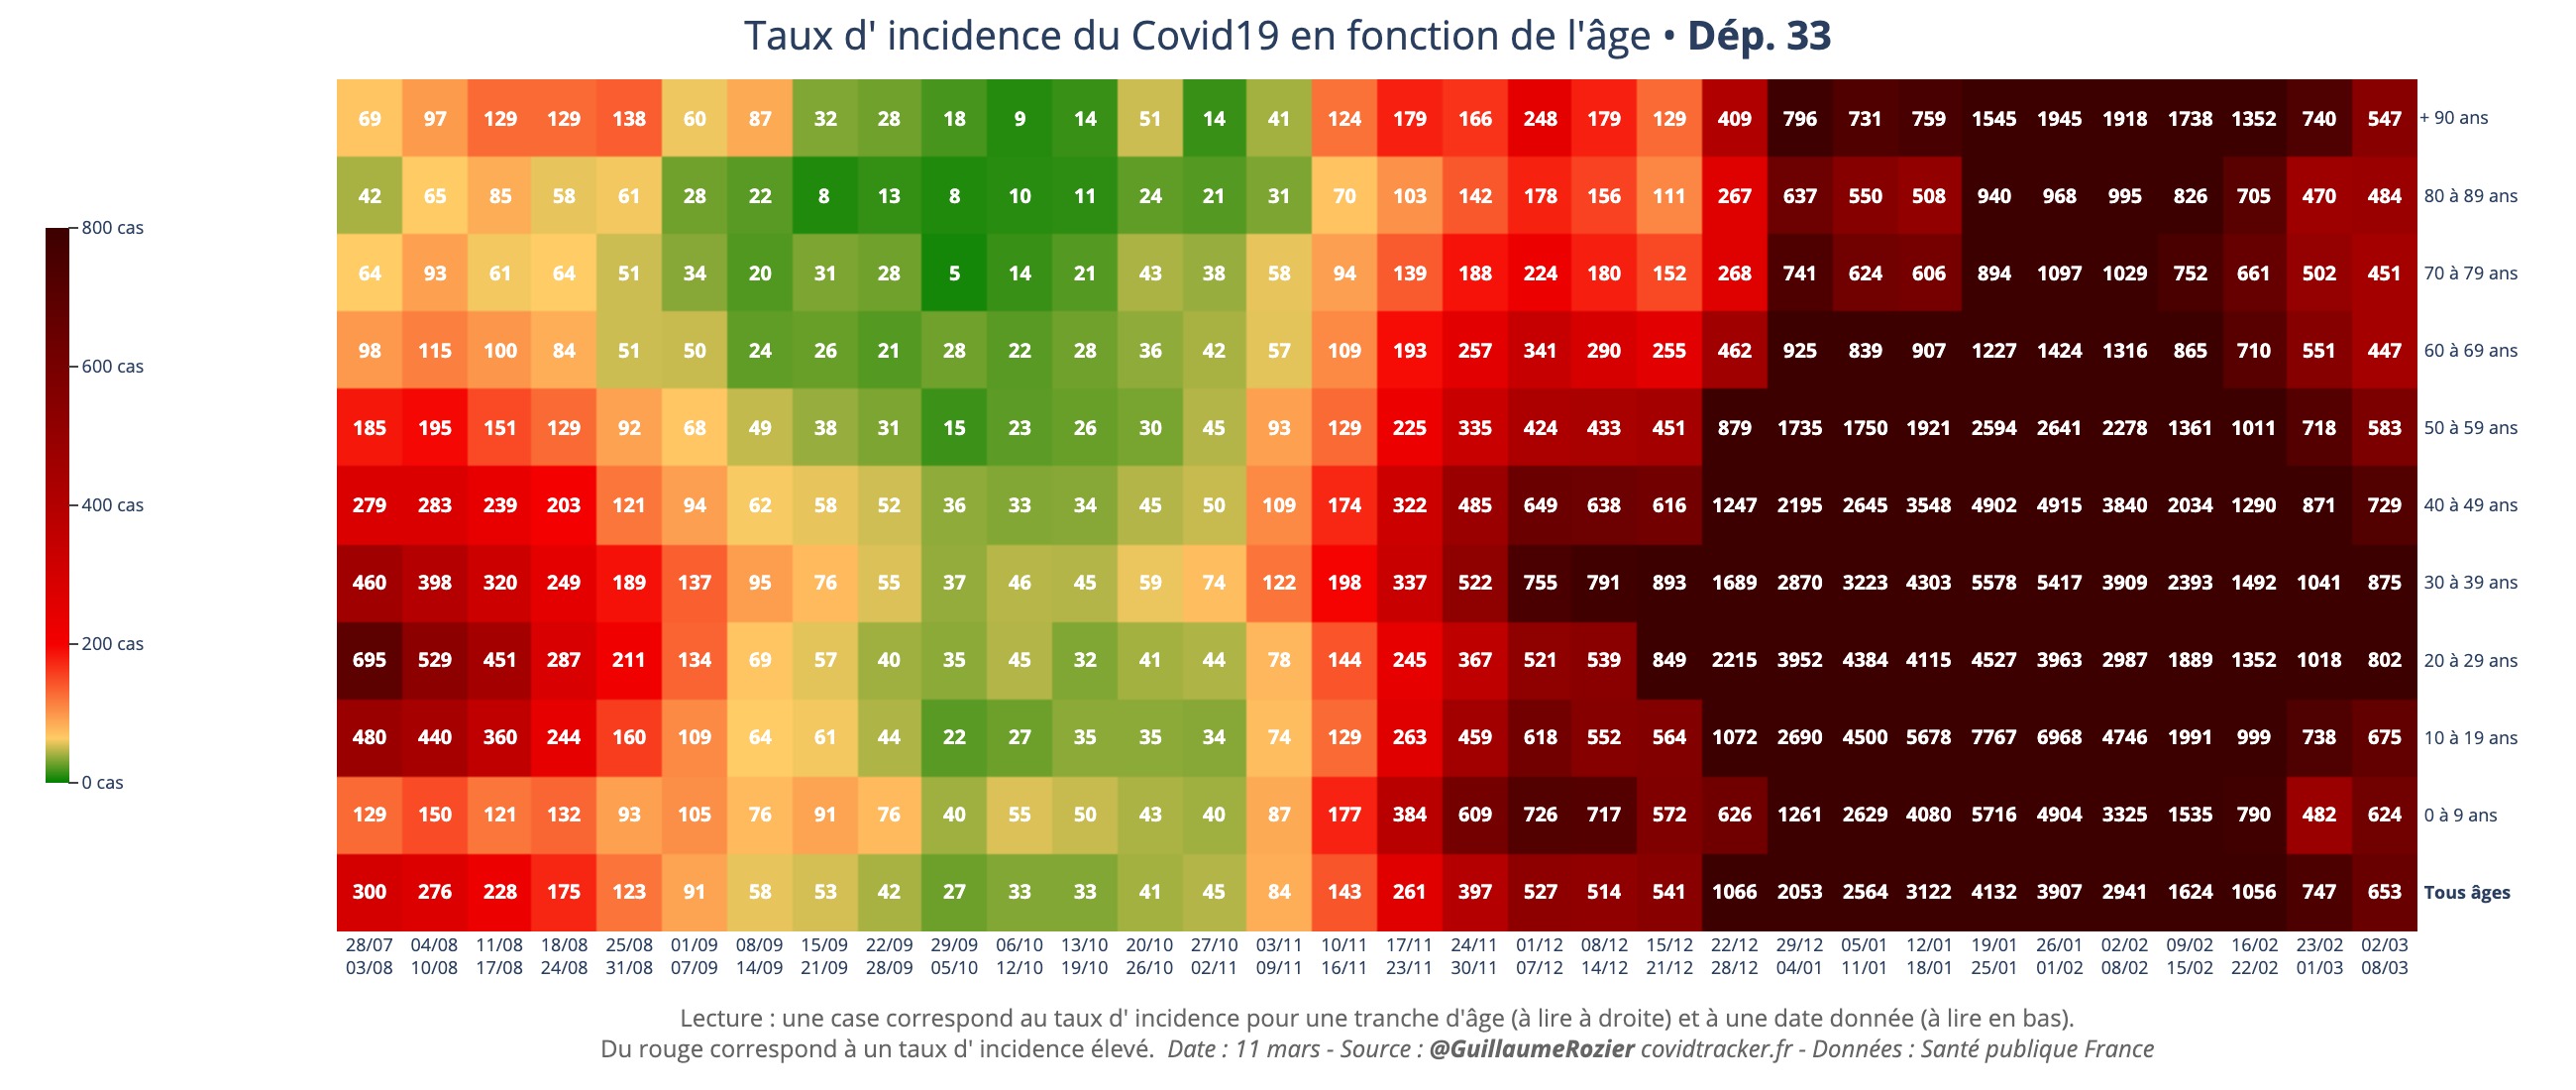 Taux d' incidence du Covid19 en fonction de l'âge • Dép. 33
69 97 129 129 138 60 87 32 28 18 9 14 51 14 41 124 179 166 248 179 129 409 796 731 759 1545 1945 1918 1738 1352 740 547 + 90 ans
42 65 85 58 61 28 22 8 13 8 10 11 24 21 31 70 103 142 178 156 111 267 637 550 508 940 968 995 826 705 470 484 80 à 89 ans
800 cas
64 93 61 64 51 34 20 31 28 5 14 21 43 38 58 94 139 188 224 180 152 268 741 624 606 894 1097 1029 752 661 502 451 70 à 79 ans
98 115 100 84 51 50 24 26 21 28 22 28 36 42 57 109 193 257 341 290 255 462 925 839 907 1227 1424 1316 865 710 551 447 60 à 69 ans
600 cas
185 195 151 129 92 68 49 38 31 15 23 26 30 45 93 129 225 335 424 433 451 879 1735 1750 1921 2594 2641 2278 1361 1011 718 583 50 à 59 ans
400 cas
279 283 239 203 121 94 62 58 52 36 33 34 45 50 109 174 322 485 649 638 616 1247 2195 2645 3548 4902 4915 3840 2034 1290 871 729 40 à 49 ans
460 398 320 249 189 137 95 76 55 37 46 45 59 74 122 198 337 522 755 791 893 1689 2870 3223 4303 5578 5417 3909 2393 1492 1041 875 30 à 39 ans
200 cas
695 529 451 287 211 134 69 57 40 35 45 32 41 44 78 144 245 367 521 539 849 2215 3952 4384 4115 4527 3963 2987 1889 1352 1018 802 20 à 29 ans
480 440 360 244 160 109 64 61 44 22 27 35 35 34 74 129 263 459 618 552 564 1072 2690 4500 5678 7767 6968 4746 1991 999 738 675 10 à 19 ans
0 cas
129 150 121 132 93 105 76 91 76 40 55 50 43 40 87 177 384 609 726 717 572 626 1261 2629 4080 5716 4904 3325 1535 790 482 624 0 à 9 ans
300 276 228 175 123 91 58 53 42 27 33 33 41 45 84 143 261 397 527 514 541 1066 2053 2564 3122 4132 3907 2941 1624 1056 747 653 Tous âges
28/07 04/08 11/08 18/08 25/08 01/09 08/09 15/09 22/09 29/09 06/10 13/10 20/10 27/10 03/11 10/11 17/11 24/11 01/12 08/12 15/12 22/12 29/12 05/01 12/01 19/01 26/01 02/02 09/02 16/02 23/02 02/03
03/08 10/08 17/08 24/08 31/08 07/09 14/09 21/09 28/09 05/10 12/10 19/10 26/10 02/11 09/11 16/11 23/11 30/11 07/12 14/12 21/12 28/12 04/01 11/01 18/01 25/01 01/02 08/02 15/02 22/02 01/03 08/03
Lecture : une case correspond au taux d' incidence pour une tranche d'âge (à lire à droite) et à une date donnée (à lire en bas).
Du rouge correspond à un taux d' incidence élevé. Date : 11 mars - Source : @GuillaumeRozier covidtracker.fr - Données : Santé publique France